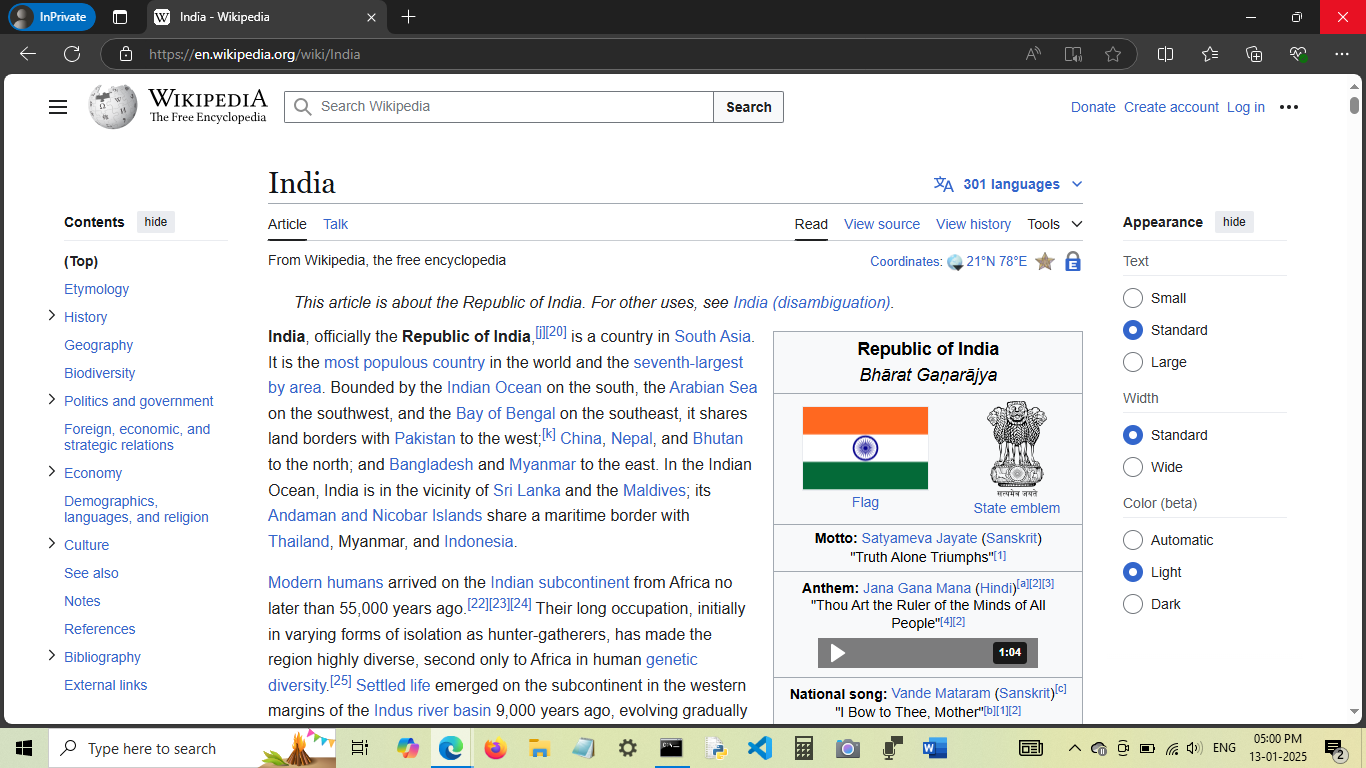 InPrivate
India - Wikipedia
https://en.wikipedia.org/wiki/India
WIKIPEDIA
The Free Encyclopedia
Search Wikipedia
Search
Donate Create account Log in
India
301 languages
Contents hide
(Top)
Etymology
History
Geography
Biodiversity
Politics and government
Foreign, economic, and
strategic relations
Economy
Demographics,
languages, and religion
Culture
See also
Notes
References
Bibliography
External links
Article Talk
Read View source View history Tools
From Wikipedia, the free encyclopedia
Coordinates: 21°N 78°E
E
This article is about the Republic of India. For other uses, see India (disambiguation).
India, officially the Republic of India,[j][20] is a country in South Asia.
It is the most populous country in the world and the seventh-largest
by area. Bounded by the Indian Ocean on the south, the Arabian Sea
on the southwest, and the Bay of Bengal on the southeast, it shares
land borders with Pakistan to the west;[k] China, Nepal, and Bhutan
to the north; and Bangladesh and Myanmar to the east. In the Indian
Ocean, India is in the vicinity of Sri Lanka and the Maldives; its
Andaman and Nicobar Islands share a maritime border with
Thailand, Myanmar, and Indonesia.
Modern humans arrived on the Indian subcontinent from Africa no
later than 55,000 years ago.[22][23][24] Their long occupation, initially
in varying forms of isolation as hunter-gatherers, has made the
region highly diverse, second only to Africa in human genetic
diversity.[25] Settled life emerged on the subcontinent in the western
margins of the Indus river basin 9,000 years ago, evolving gradually
Republic of India
Bhārat Gaṇarājya
सत्यमेव जयते
Flag
State emblem
Motto: Satyameva Jayate (Sanskrit)
"Truth Alone Triumphs"[1]
Anthem: Jana Gana Mana (Hindi)[a][2][3]
"Thou Art the Ruler of the Minds of All
People"[4][2]
1:04
National song: Vande Mataram (Sanskrit)[c]
"I Bow to Thee, Mother"[b][1][2]
Appearance hide
Text
Small
Standard
Large
Width
Standard
Wide
Color (beta)
Automatic
Light
Dark
Type here to search
ENG
05:00 PM
13-01-2025
2